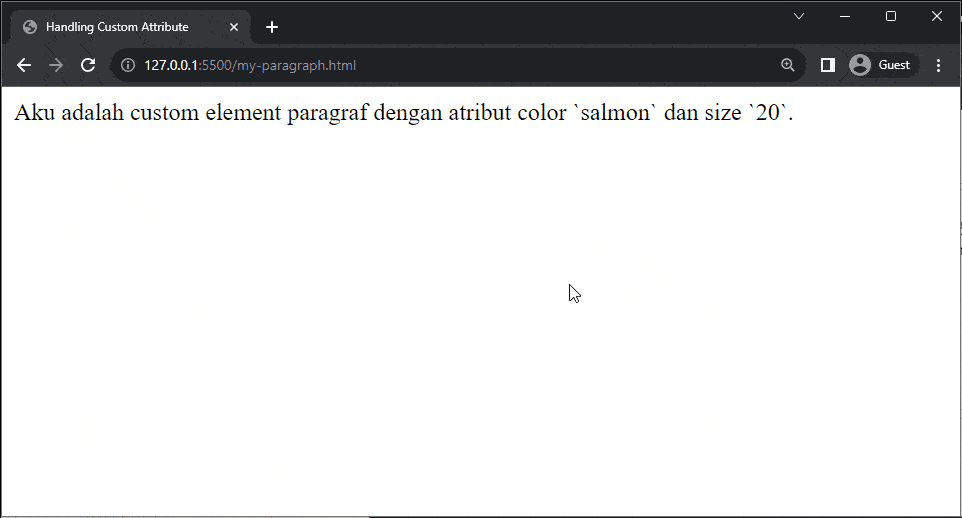 Handling Custom Attribute
127.0.0.1:5500/my-paragraph.html
Guest
Aku adalah custom element paragraf dengan atribut color `salmon` dan size `20`.